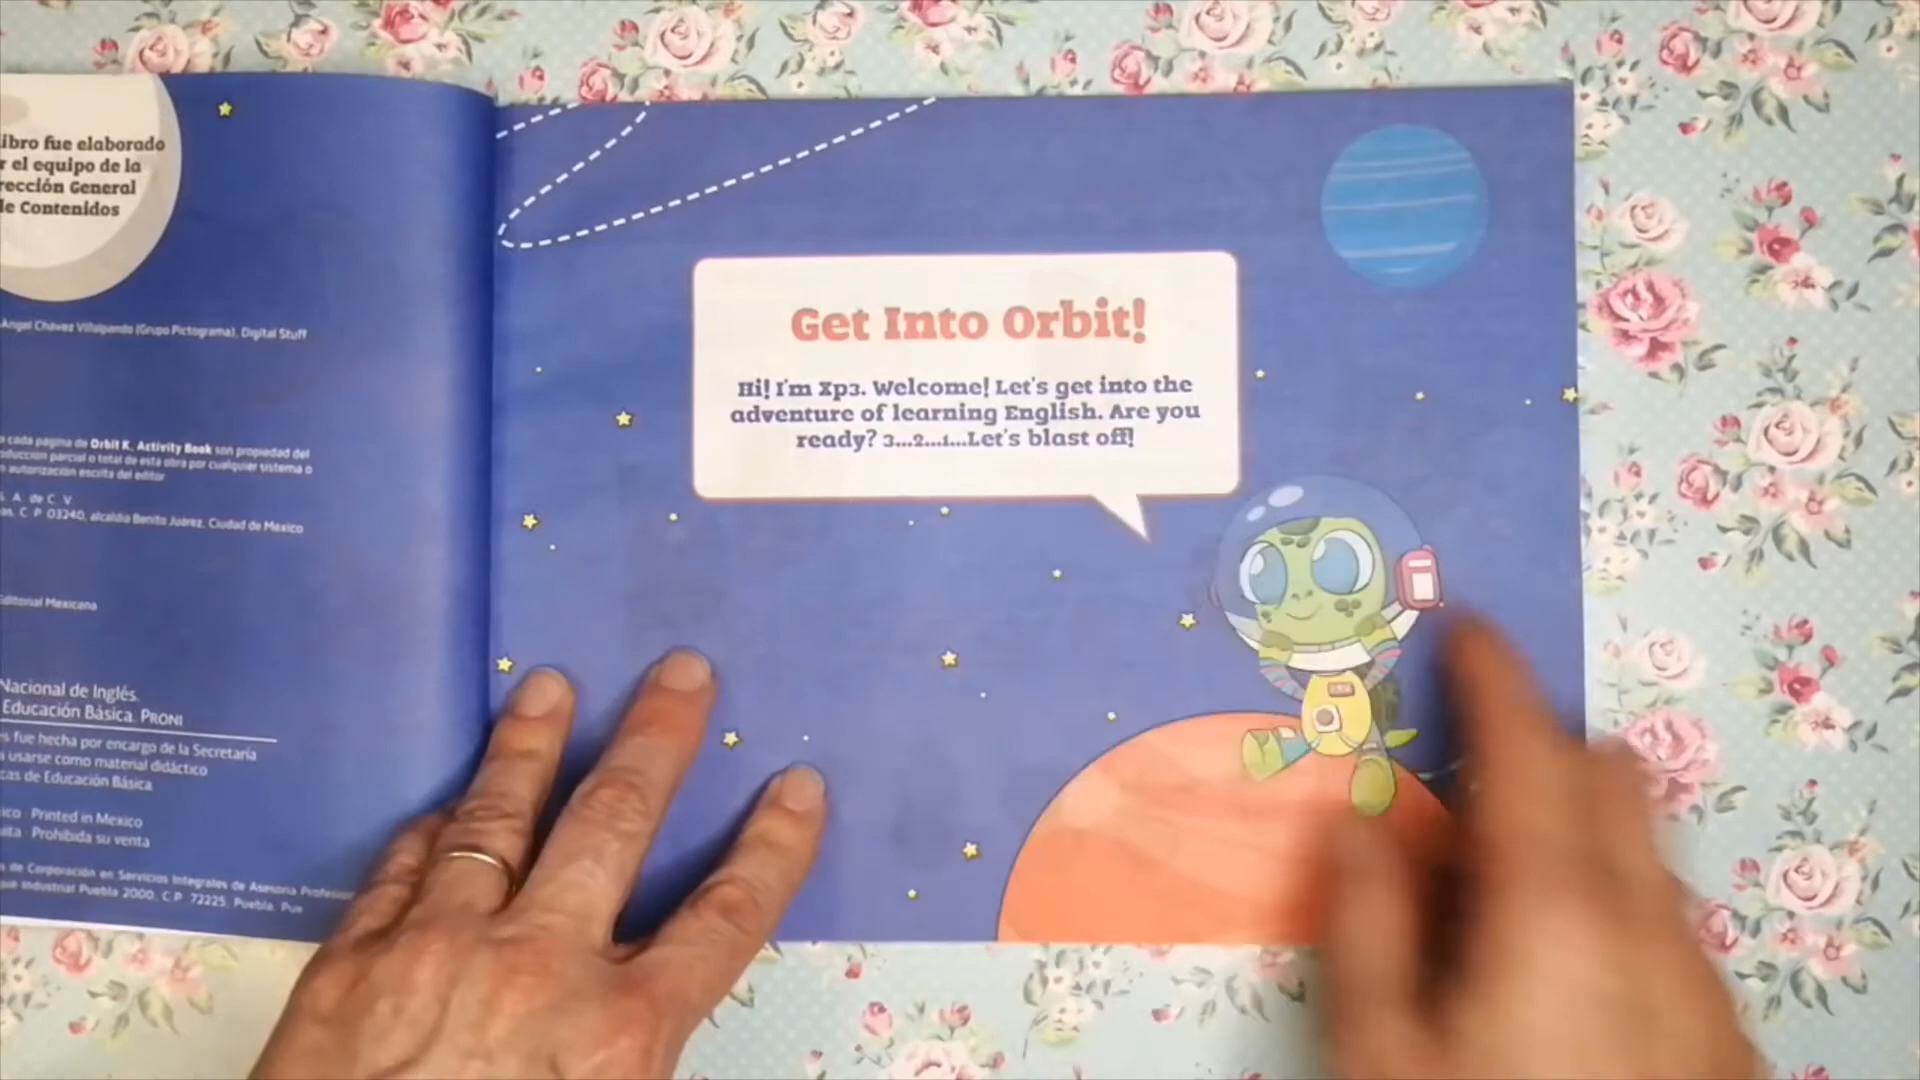 libro fue elaborado
r el equipo de la
rección General
de Contenidos
Angel Chávez Villalpando (Grupo Pictograma), Digital Stuff
a cada página de Orbit K, Activity Book son propiedad del
oducción parcial o total de esta obra por cualquier sistema o
n autorización escrita del editor
S. A. de C. V.
as, C. P. 03240, alcaldía Benito Juárez, Ciudad de México
Editorial Mexicana
Nacional de Inglés.
Educación Básica. PRONI
s fue hecha por encargo de la Secretaría
a usarse como material didáctico
cas de Educación Básica
ico · Printed in Mexico
uita · Prohibida su venta
s de Corporación en Servicios Integrales de Asesoría Profesion
que Industrial Puebla 2000, C.P. 72225, Puebla, Pue
Get Into Orbit!
Hi! I'm Xp3. Welcome! Let's get into the
adventure of learning English. Are you
ready? 3...2...1...Let's blast off!